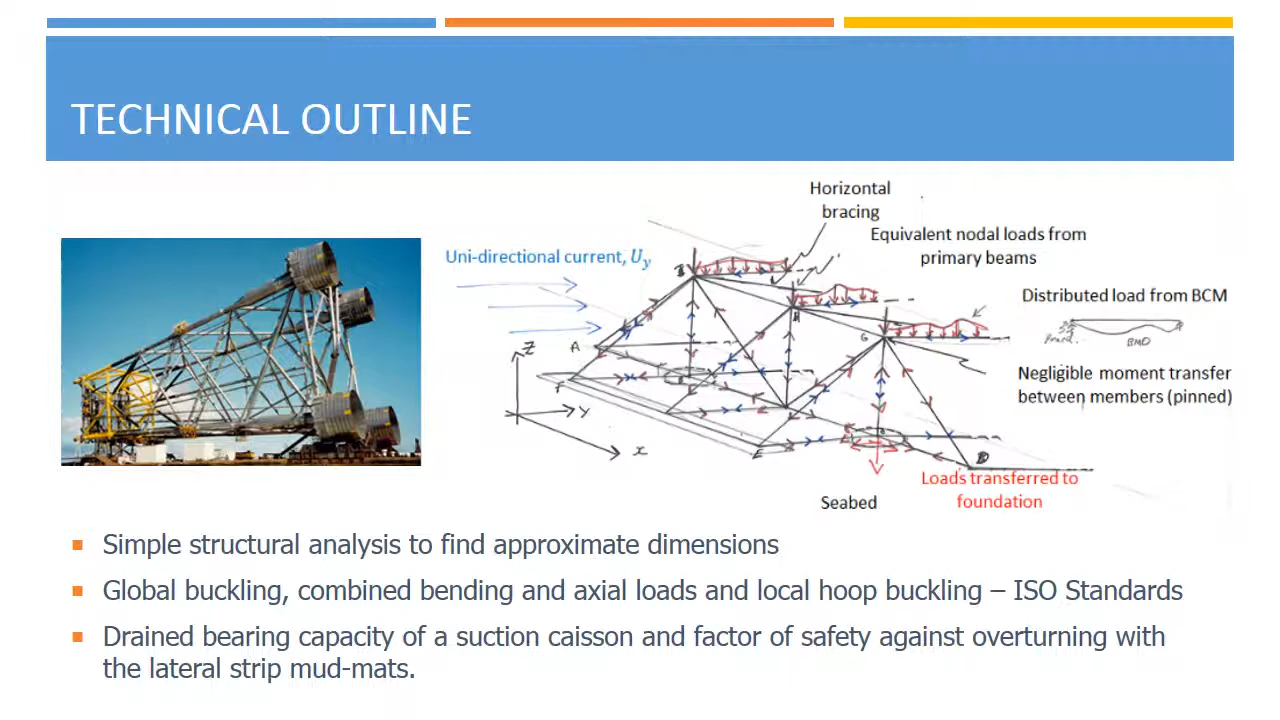 TECHNICAL OUTLINE
Horizontal
bracing
Equivalent nodal loads from
primary beams
Uni-directional current, U_y
Distributed load from BCM
BMD
Negligible moment transfer
between members (pinned)
Z
A
B
H
G
F
Y
x
E
D
Loads transferred to
foundation
Seabed
Simple structural analysis to find approximate dimensions
Global buckling, combined bending and axial loads and local hoop buckling – ISO Standards
Drained bearing capacity of a suction caisson and factor of safety against overturning with
the lateral strip mud-mats.